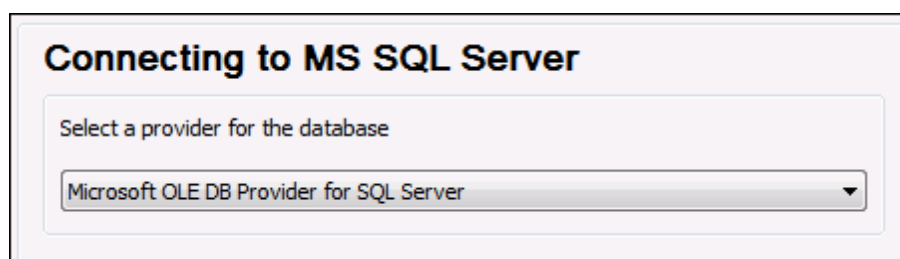 Connecting to MS SQL Server
Select a provider for the database
Microsoft OLE DB Provider for SQL Server